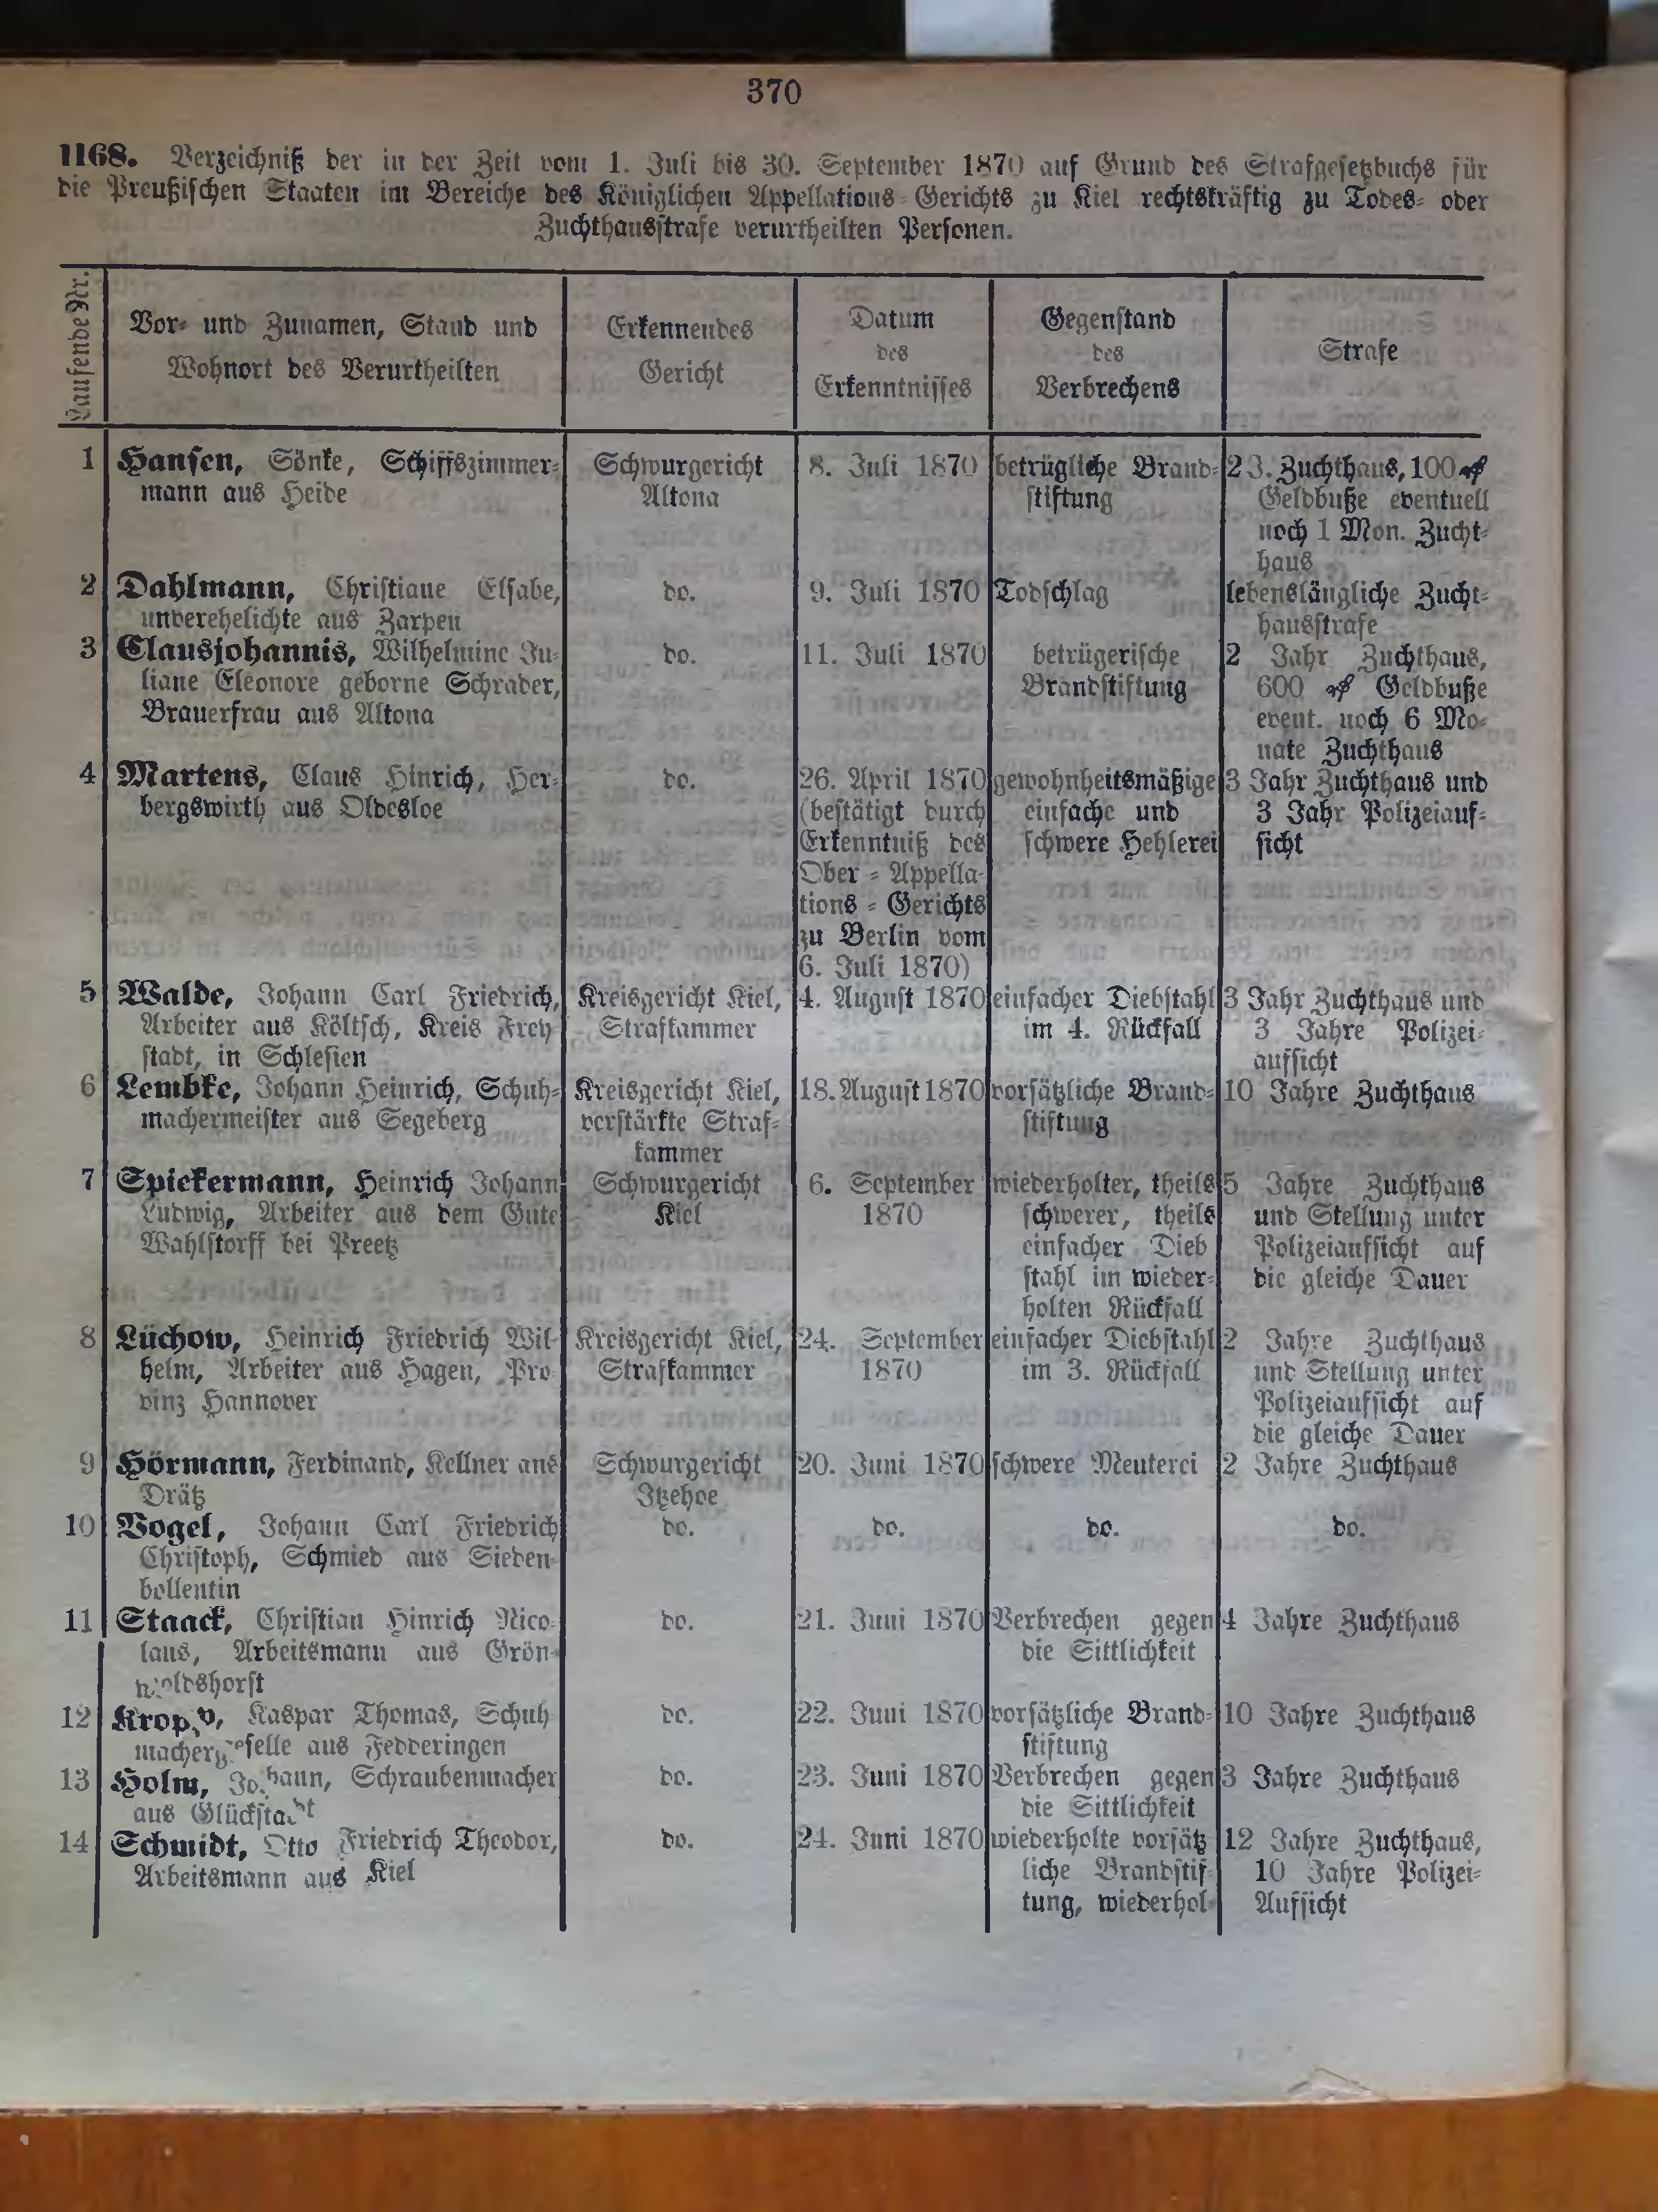 370
1168. Verzeichniß der in der Zeit vom 1. Juli bis 30. September 1870 auf Grund des Strafgesetzbuchs für
die Preußischen Staaten im Bereiche des Königlichen Appellations-Gerichts zu Kiel rechtskräftig zu Todes- oder
Zuchthausstrafe verurtheilten Personen.
Laufende Nr.
Vor- und Zunamen, Stand und
Wohnort des Verurtheilten
Erkennendes
Gericht
Datum
des
Erkenntnisses
Gegenstand
des
Verbrechens
Strafe
1 Hansen, Sönke, Schiffszimmer-
mann aus Heide
Schwurgericht
Altona
8. Juli 1870
betrügliche Brand-
stiftung
2 J. Zuchthaus, 100 ₰
Geldbuße eventuell
noch 1 Mon. Zucht-
haus
2 Dahlmann, Christiane Elsabe,
unverehelichte aus Zarpen
do.
9. Juli 1870
Todschlag
lebenslängliche Zucht-
hausstrafe
3 Clausjohannis, Wilhelmine Ju-
liane Eleonore geborne Schrader,
Brauerfrau aus Altona
do.
11. Juli 1870
betrügerische
Brandstiftung
2 Jahr Zuchthaus,
600 ₰ Geldbuße
event. noch 6 Mo-
nate Zuchthaus
4 Martens, Claus Hinrich, Her-
bergswirth aus Oldesloe
do.
26. April 1870
(bestätigt durch
Erkenntniß des
Ober-Appella-
tions-Gerichts
zu Berlin vom
6. Juli 1870)
gewohnheitsmäßige
einfache und
schwere Hehlerei
3 Jahr Zuchthaus und
3 Jahr Polizeiauf-
sicht
5 Walde, Johann Carl Friedrich,
Arbeiter aus Költsch, Kreis Frey
stadt, in Schlesien
Kreisgericht Kiel,
Strafkammer
4. August 1870
einfacher Diebstahl
im 4. Rückfall
3 Jahr Zuchthaus und
3 Jahre Polizei-
aufsicht
6 Lembke, Johann Heinrich, Schuh-
machermeister aus Segeberg
Kreisgericht Kiel,
verstärkte Straf-
kammer
18. August 1870
vorsätzliche Brand-
stiftung
10 Jahre Zuchthaus
7 Spiekermann, Heinrich Johann
Ludwig, Arbeiter aus dem Gute
Wahlstorff bei Preetz
Schwurgericht
Kiel
6. September
1870
wiederholter, theils
schwerer, theils
einfacher Dieb
stahl im wieder-
holten Rückfall
5 Jahre Zuchthaus
und Stellung unter
Polizeiaufsicht auf
die gleiche Dauer
8 Lüchow, Heinrich Friedrich Wil-
helm, Arbeiter aus Hagen, Pro
vinz Hannover
Kreisgericht Kiel,
Strafkammer
24. September
1870
einfacher Diebstahl
im 3. Rückfall
2 Jahre Zuchthaus
und Stellung unter
Polizeiaufsicht auf
die gleiche Dauer
9 Hörmann, Ferdinand, Kellner aus
Drätz
Schwurgericht
Itzehoe
20. Juni 1870
schwere Meuterei
2 Jahre Zuchthaus
10 Vogel, Johann Carl Friedrich
Christoph, Schmied aus Sieden-
bollentin
do.
do.
do.
do.
11 Staack, Christian Hinrich Nico-
laus, Arbeitsmann aus Grön-
woldshorst
do.
21. Juni 1870
Verbrechen gegen
die Sittlichkeit
4 Jahre Zuchthaus
12 Kropp, Kaspar Thomas, Schuh
machergeselle aus Fedderingen
do.
22. Juni 1870
vorsätzliche Brand-
stiftung
10 Jahre Zuchthaus
13 Holm, Johann, Schraubenmacher
aus Glückstadt
do.
23. Juni 1870
Verbrechen gegen
die Sittlichkeit
3 Jahre Zuchthaus
14 Schmidt, Otto Friedrich Theodor,
Arbeitsmann aus Kiel
do.
24. Juni 1870
wiederholte vorsätz
liche Brandstif-
tung, wiederhol-
12 Jahre Zuchthaus,
10 Jahre Polizei-
Aufsicht